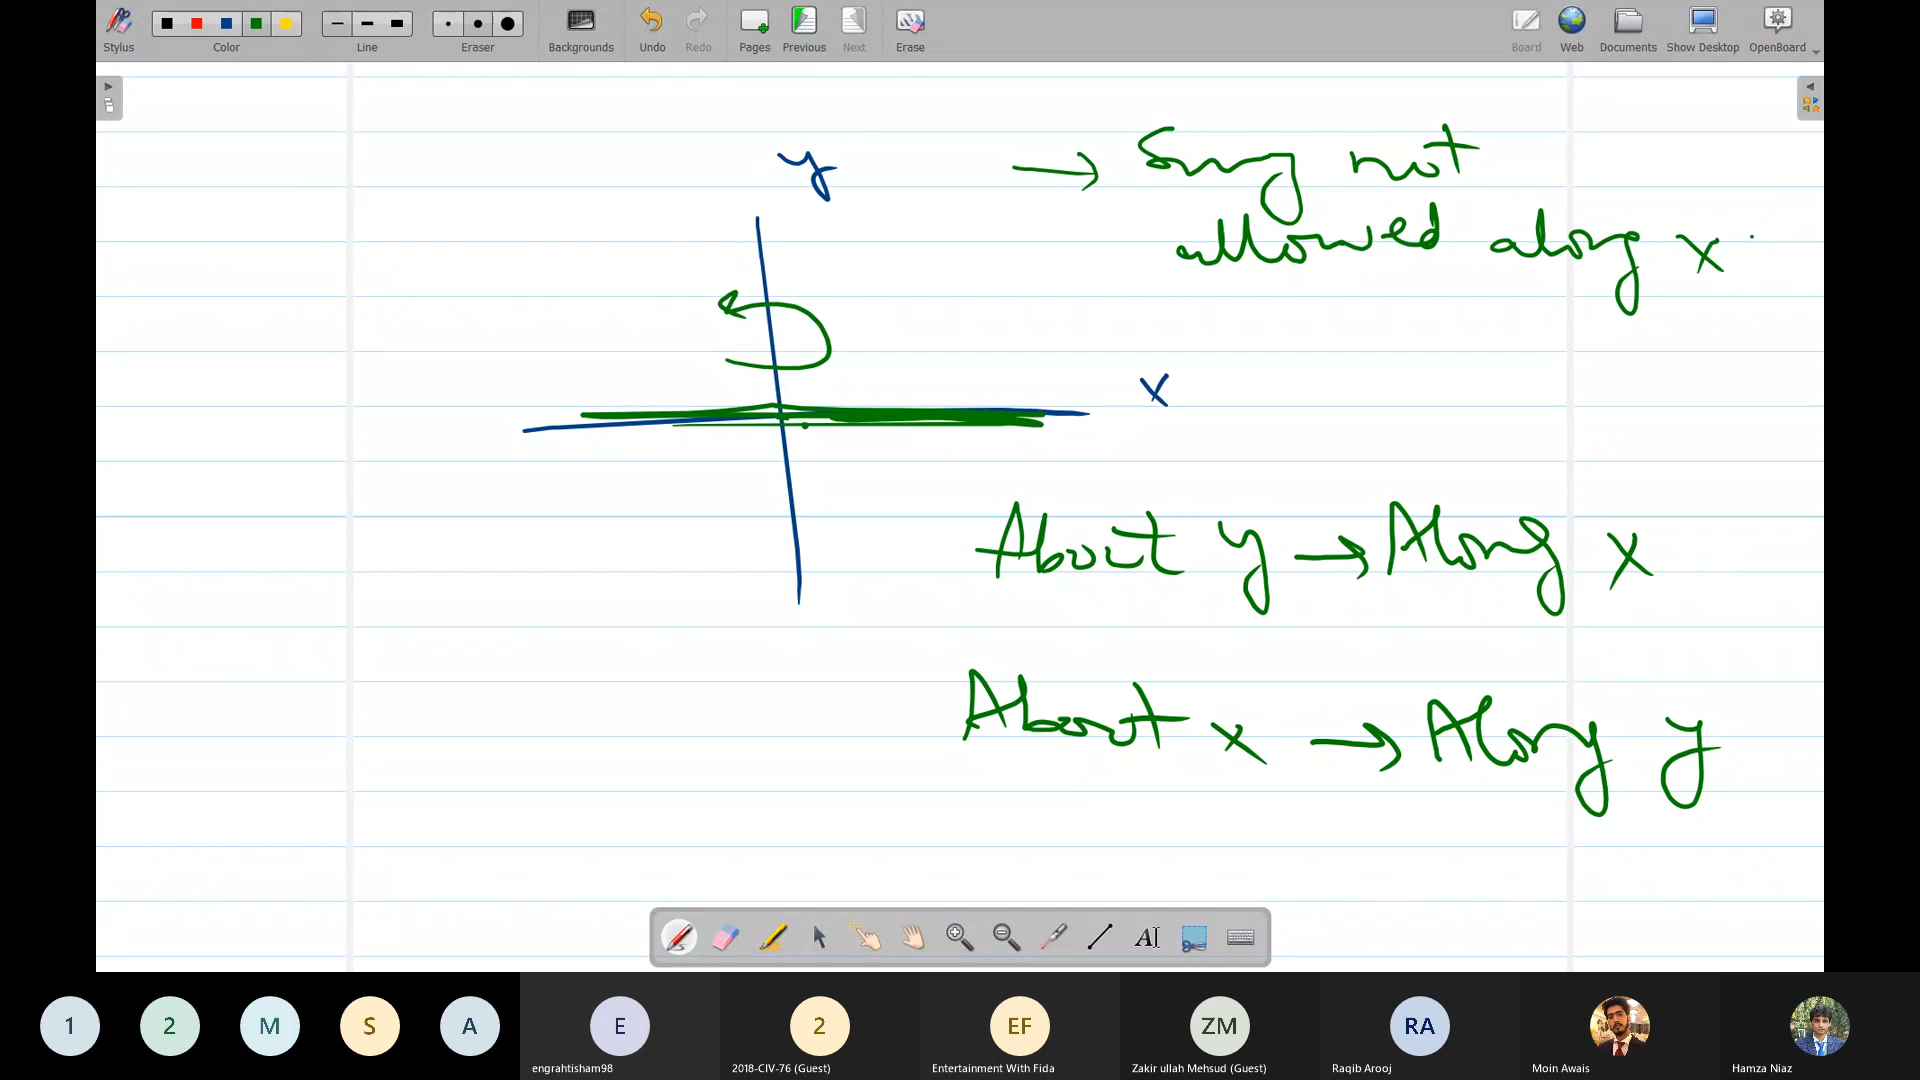 Stylus
Color
Line
Eraser
Backgrounds
Undo
Redo
Pages
Previous
Next
Erase
Board
Web
Documents
Show Desktop
OpenBoard
y
→ Sway not
allowed along x
x
About y → Along x
About x → Along y
1
2
M
S
A
E
2
EF
ZM
RA
engrahtisham98
2018-CIV-76 (Guest)
Entertainment With Fida
Zakir ullah Mehsud (Guest)
Raqib Arooj
Moin Awais
Hamza Niaz